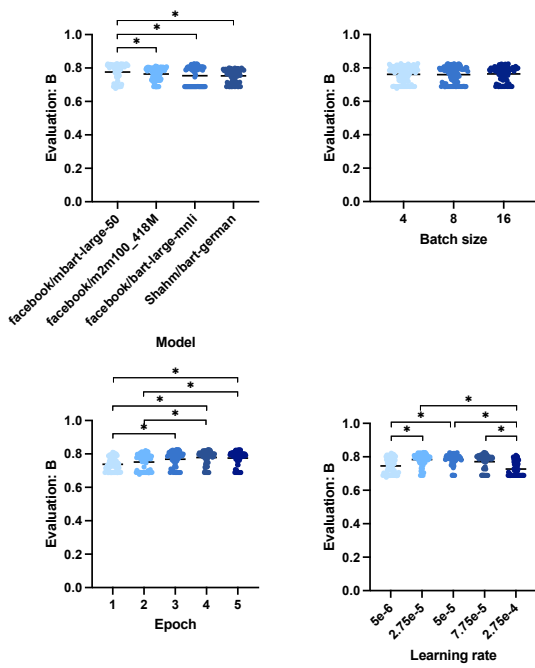 *
*
*
1.0
0.8
0.6
0.4
0.2
0.0
Evaluation: B
facebook/mbart-large-50
facebook/m2m100_418M
facebook/bart-large-mnli
Shahm/bart-german
Model
1.0
0.8
0.6
0.4
0.2
0.0
Evaluation: B
4 8 16
Batch size
*
*
*
*
*
1.0
0.8
0.6
0.4
0.2
0.0
Evaluation: B
1 2 3 4 5
Epoch
*
* *
* *
1.0
0.8
0.6
0.4
0.2
0.0
Evaluation: B
5e-6
2.75e-5
5e-5
7.75e-5
2.75e-4
Learning rate